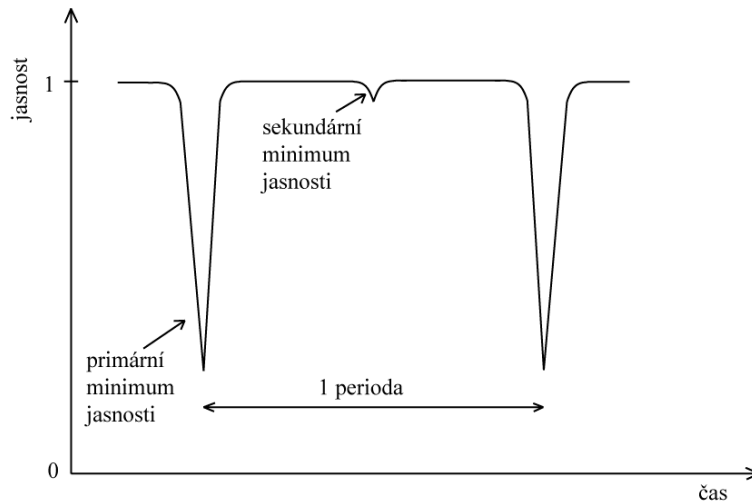 jasnost
1
sekundární
minimum
jasnosti
primární
minimum
jasnosti
1 perioda
0
čas